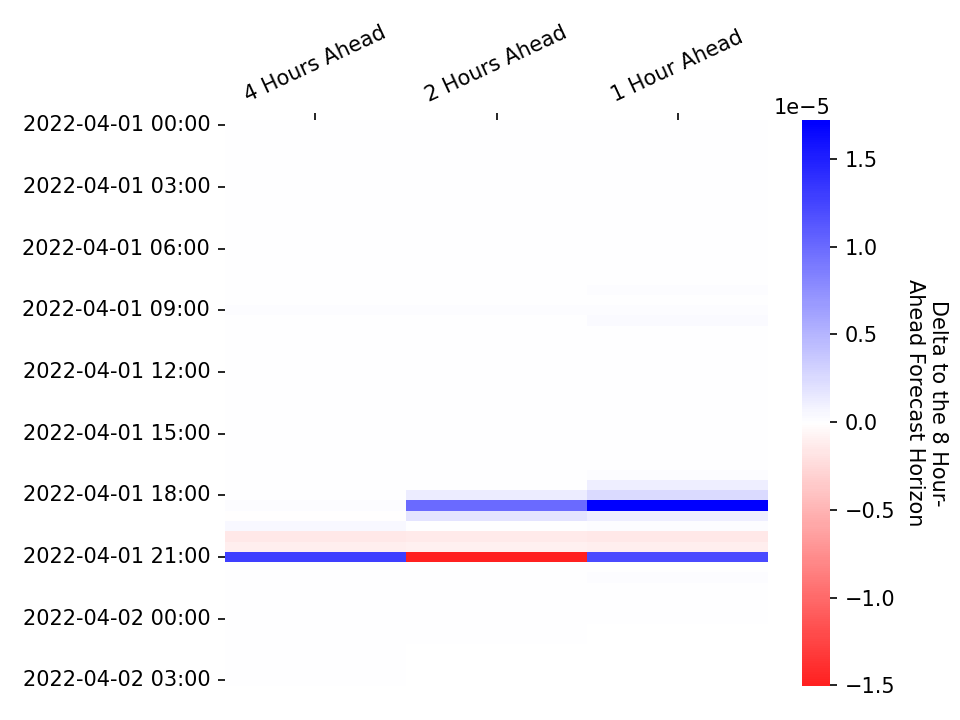 4 Hours Ahead
2 Hours Ahead
1 Hour Ahead
2022-04-01 00:00
2022-04-01 03:00
2022-04-01 06:00
2022-04-01 09:00
2022-04-01 12:00
2022-04-01 15:00
2022-04-01 18:00
2022-04-01 21:00
2022-04-02 00:00
2022-04-02 03:00
1e−5
1.5
1.0
0.5
0.0
−0.5
−1.0
−1.5
Delta to the 8 Hour-
Ahead Forecast Horizon